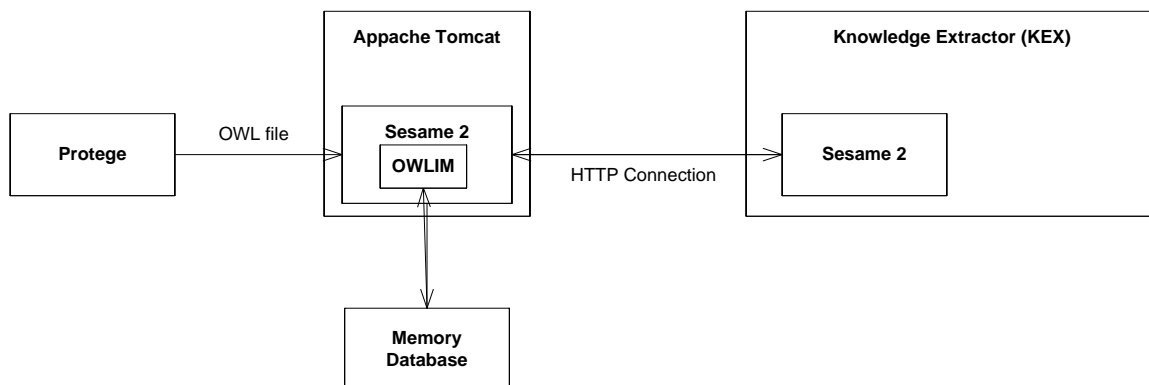 Appache Tomcat
Knowledge Extractor (KEX)
Protege
OWL file
Sesame 2
OWLIM
HTTP Connection
Sesame 2
Memory
Database